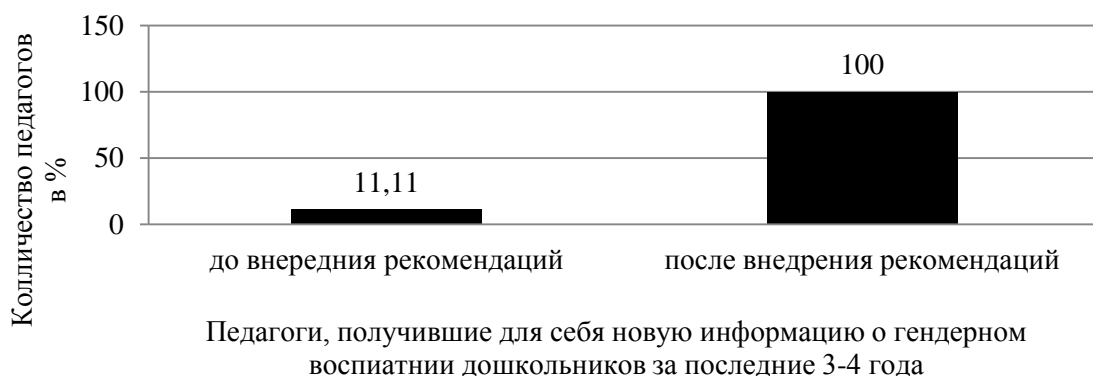 Колличество педагогов
в %
150
100
50
0
11,11
100
до внередния рекомендаций
после внедрения рекомендаций
Педагоги, получившие для себя новую информацию о гендерном
воспиатнии дошкольников за последние 3-4 года